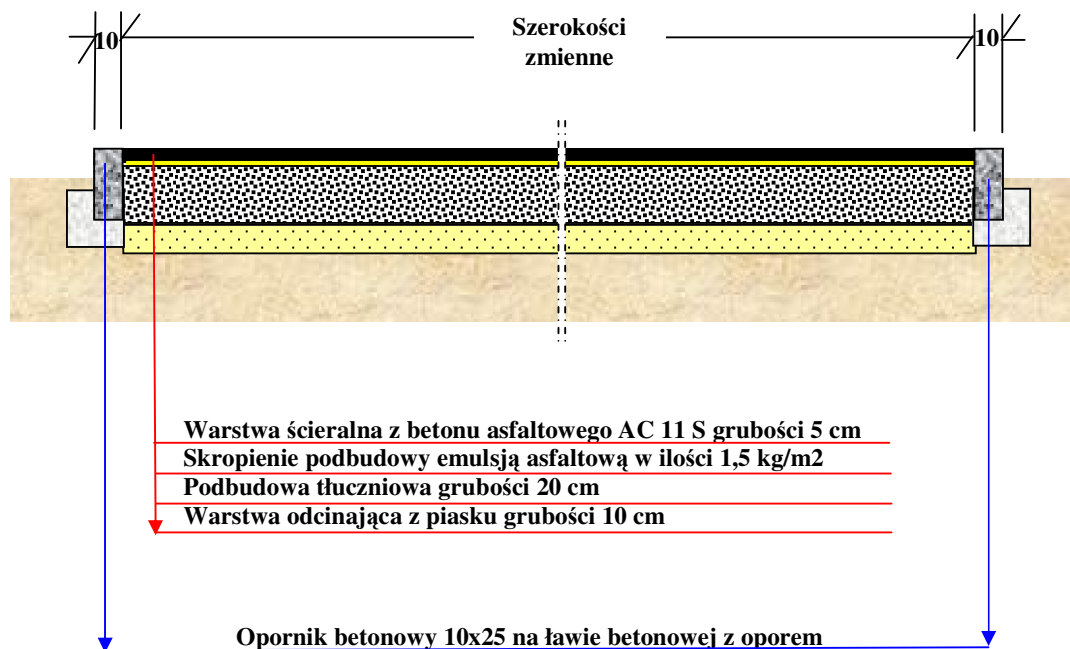 10
Szerokości
zmienne
10
Warstwa ścieralna z betonu asfaltowego AC 11 S grubości 5 cm
Skropienie podbudowy emulsją asfaltową w ilości 1,5 kg/m2
Podbudowa tłuczniowa grubości 20 cm
Warstwa odcinająca z piasku grubości 10 cm
Opornik betonowy 10x25 na ławie betonowej z oporem